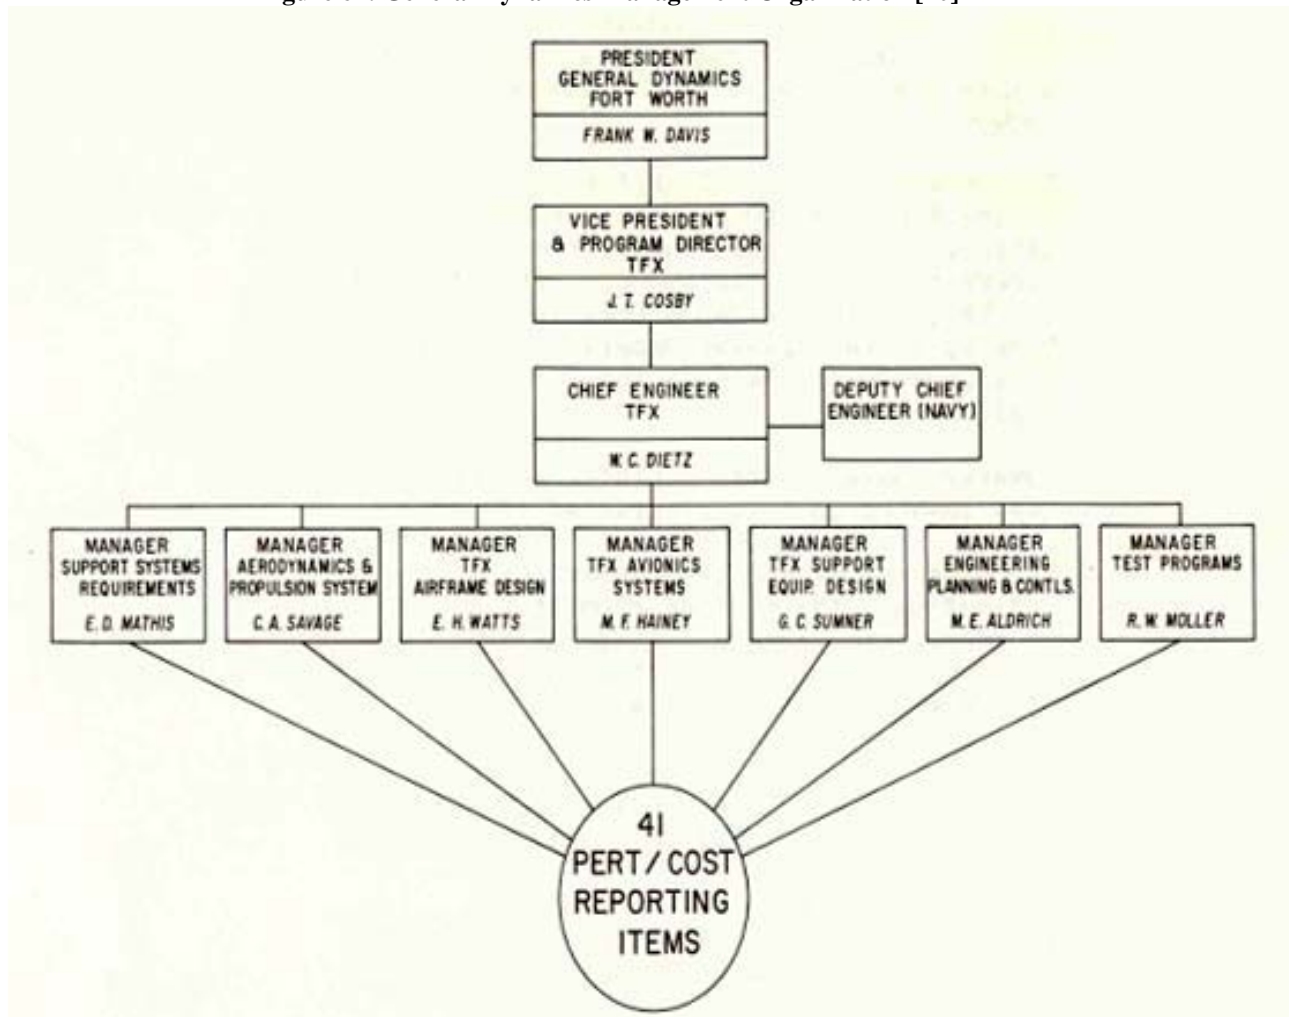 PRESIDENT
GENERAL DYNAMICS
FORT WORTH
FRANK W. DAVIS
VICE PRESIDENT
& PROGRAM DIRECTOR
TFX
J. T. COSBY
CHIEF ENGINEER
TFX
W. C. DIETZ
DEPUTY CHIEF
ENGINEER (NAVY)
MANAGER
SUPPORT SYSTEMS
REQUIREMENTS
E. D. MATHIS
MANAGER
AERODYNAMICS &
PROPULSION SYSTEM
C. A. SAVAGE
MANAGER
TFX
AIRFRAME DESIGN
E. H. WATTS
MANAGER
TFX AVIONICS
SYSTEMS
M. F. HAINEY
MANAGER
TFX SUPPORT
EQUIP. DESIGN
G. C. SUMNER
MANAGER
ENGINEERING
PLANNING & CONTLS.
M. E. ALDRICH
MANAGER
TEST PROGRAMS
R. W. MOLLER
41
PERT / COST
REPORTING
ITEMS